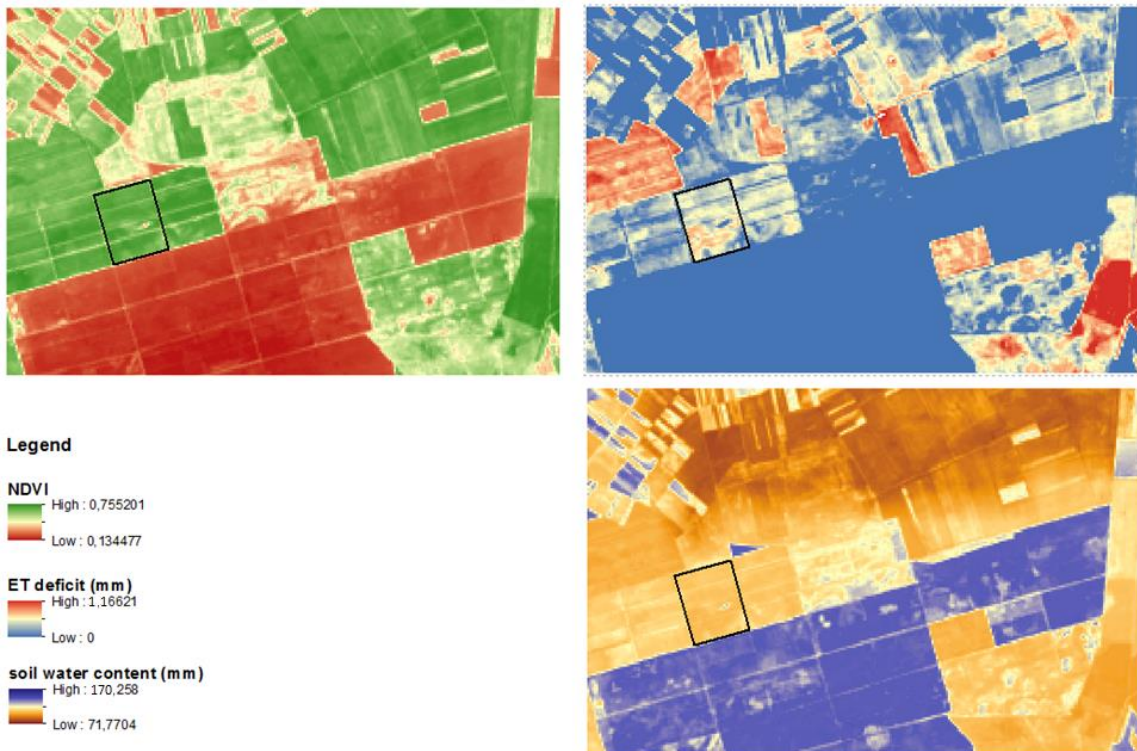 Legend
NDVI
High : 0,755201
Low : 0,134477
ET deficit (mm)
High : 1,16621
Low : 0
soil water content (mm)
High : 170,258
Low : 71,7704